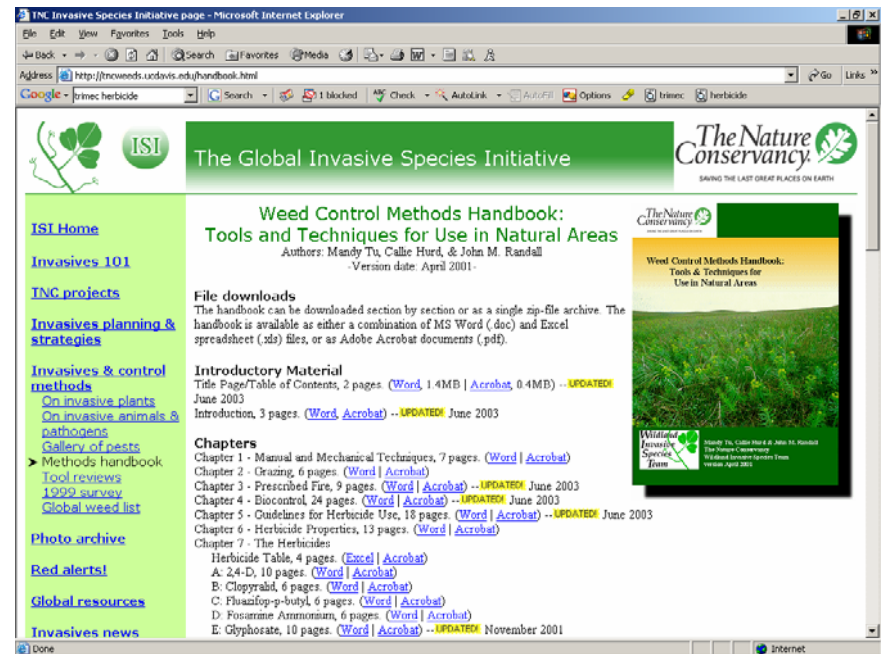 TNC Invasive Species Initiative page - Microsoft Internet Explorer
File Edit View Favorites Tools Help
Back Search Favorites Media
Address http://tncweeds.ucdavis.edu/handbook.html Go Links »
Google trimec herbicide Search 1 blocked Check AutoLink AutoFill Options trimec herbicide
ISI
The Global Invasive Species Initiative
The Nature
Conservancy
SAVING THE LAST GREAT PLACES ON EARTH
ISI Home
Invasives 101
TNC projects
Invasives planning &
strategies
Invasives & control
methods
On invasive plants
On invasive animals &
pathogens
Gallery of pests
Methods handbook
Tool reviews
1999 survey
Global weed list
Photo archive
Red alerts!
Global resources
Invasives news
Weed Control Methods Handbook:
Tools and Techniques for Use in Natural Areas
Authors: Mandy Tu, Callie Hurd, & John M. Randall
-Version date: April 2001-
File downloads
The handbook can be downloaded section by section or as a single zip-file archive. The
handbook is available as either a combination of MS Word (.doc) and Excel
spreadsheet (.xls) files, or as Adobe Acrobat documents (.pdf).
Introductory Material
Title Page/Table of Contents, 2 pages. (Word, 1.4MB | Acrobat, 0.4MB) -- UPDATED!
June 2003
Introduction, 3 pages. (Word, Acrobat) -- UPDATED! June 2003
Chapters
Chapter 1 - Manual and Mechanical Techniques, 7 pages. (Word | Acrobat)
Chapter 2 - Grazing, 6 pages. (Word | Acrobat)
Chapter 3 - Prescribed Fire, 9 pages. (Word | Acrobat) -- UPDATED! June 2003
Chapter 4 - Biocontrol, 24 pages. (Word | Acrobat) -- UPDATED! June 2003
Chapter 5 - Guidelines for Herbicide Use, 18 pages. (Word | Acrobat) -- UPDATED! June 2003
Chapter 6 - Herbicide Properties, 13 pages. (Word | Acrobat)
Chapter 7 - The Herbicides
Herbicide Table, 4 pages. (Excel | Acrobat)
A: 2,4-D, 10 pages. (Word | Acrobat)
B: Clopyralid, 6 pages. (Word | Acrobat)
C: Fluazifop-p-butyl, 6 pages. (Word | Acrobat)
D: Fosamine Ammonium, 6 pages. (Word | Acrobat)
E: Glyphosate, 10 pages. (Word | Acrobat) -- UPDATED! November 2001
The Nature
Conservancy
Weed Control Methods Handbook:
Tools & Techniques for
Use in Natural Areas
Wildland
Invasive
Species
Team
Mandy Tu, Callie Hurd & John M. Randall
The Nature Conservancy
Wildland Invasive Species Team
version April 2001
Done Internet